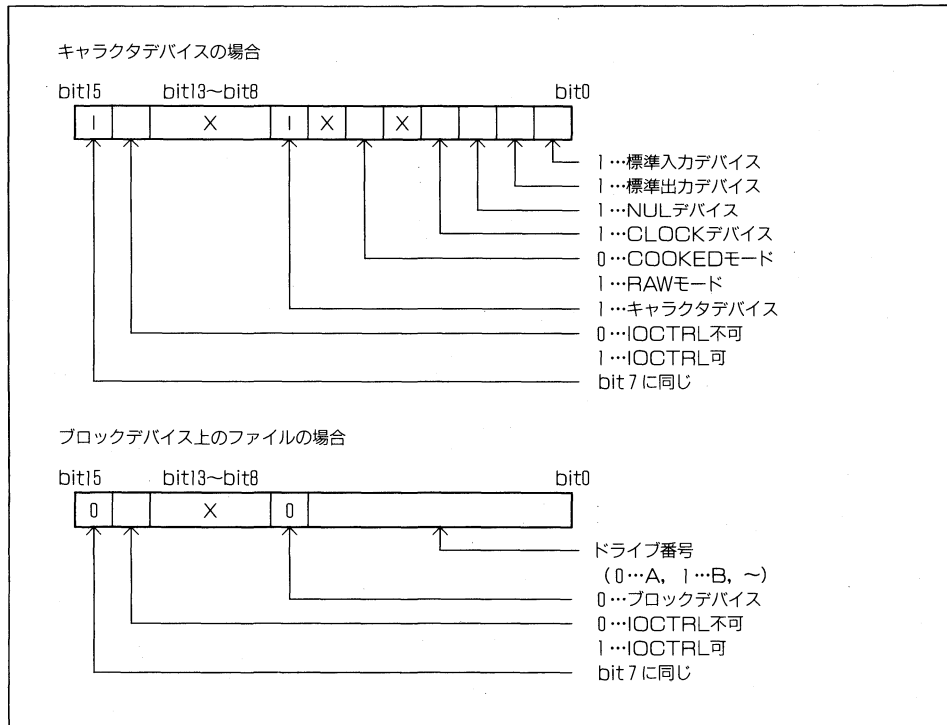 キャラクタデバイスの場合
bit15 bit13～bit8 bit0
1 X 1 X X
1…標準入力デバイス
1…標準出力デバイス
1…NULデバイス
1…CLOCKデバイス
0…COOKEDモード
1…RAWモード
1…キャラクタデバイス
0…IOCTRL不可
1…IOCTRL可
bit7に同じ
ブロックデバイス上のファイルの場合
bit15 bit13～bit8 bit0
0 X 0
ドライブ番号
(0…A, 1…B, ～)
0…ブロックデバイス
0…IOCTRL不可
1…IOCTRL可
bit7に同じ